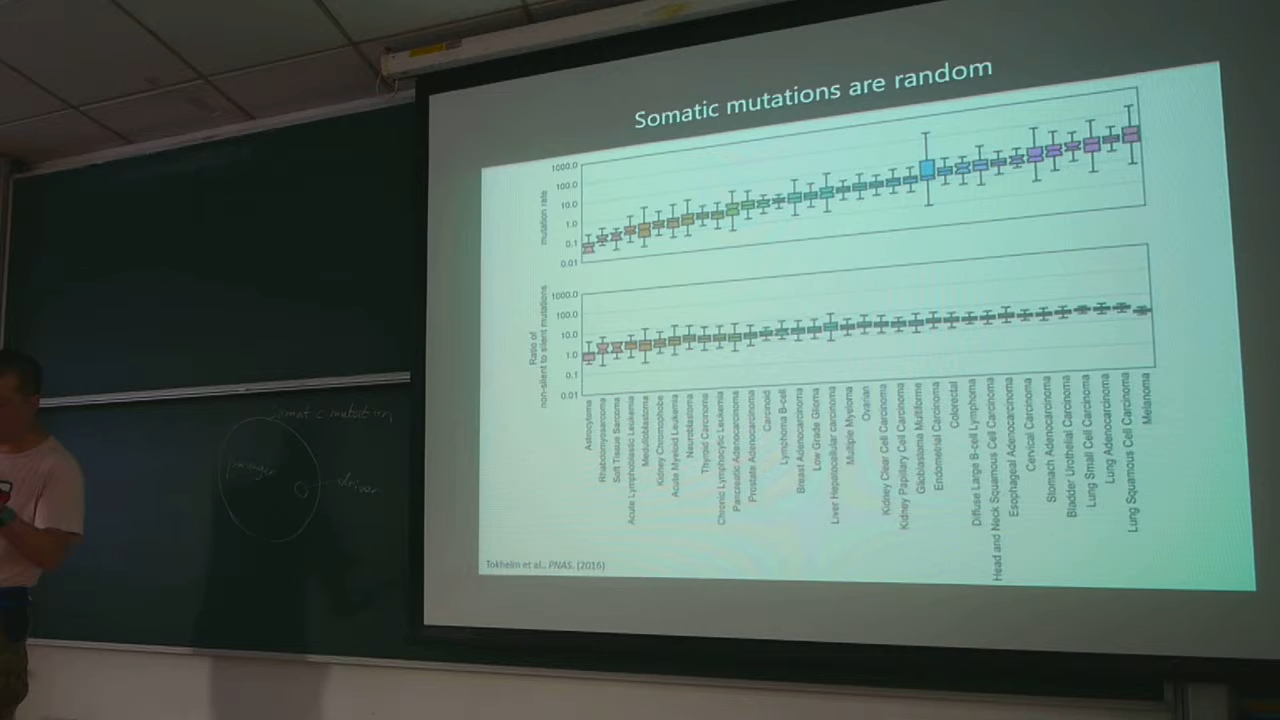 Somatic mutations are random
1000.0
100.0
10.0
1.0
0.1
0.01
mutation rate
1000.0
100.0
10.0
1.0
0.1
0.01
Ratio of
non-silent to silent mutations
Astrocytoma
Rhabdomyosarcoma
Soft Tissue Sarcoma
Acute Lymphoblastic Leukemia
Medulloblastoma
Kidney Chromophobe
Acute Myeloid Leukemia
Neuroblastoma
Thyroid Carcinoma
Chronic Lymphocytic Leukemia
Pancreatic Adenocarcinoma
Prostate Adenocarcinoma
Carcinoid
Lymphoma B-cell
Breast Adenocarcinoma
Low Grade Glioma
Liver Hepatocellular carcinoma
Multiple Myeloma
Ovarian
Kidney Clear Cell Carcinoma
Kidney Papillary Cell Carcinoma
Glioblastoma Multiforme
Endometrial Carcinoma
Colorectal
Diffuse Large B-cell Lymphoma
Head and Neck Squamous Cell Carcinoma
Esophageal Adenocarcinoma
Cervical Carcinoma
Stomach Adenocarcinoma
Bladder Urothelial Carcinoma
Lung Small Cell Carcinoma
Lung Adenocarcinoma
Lung Squamous Cell Carcinoma
Melanoma
Tokheim et al., PNAS. (2016)
somatic mutation
driver